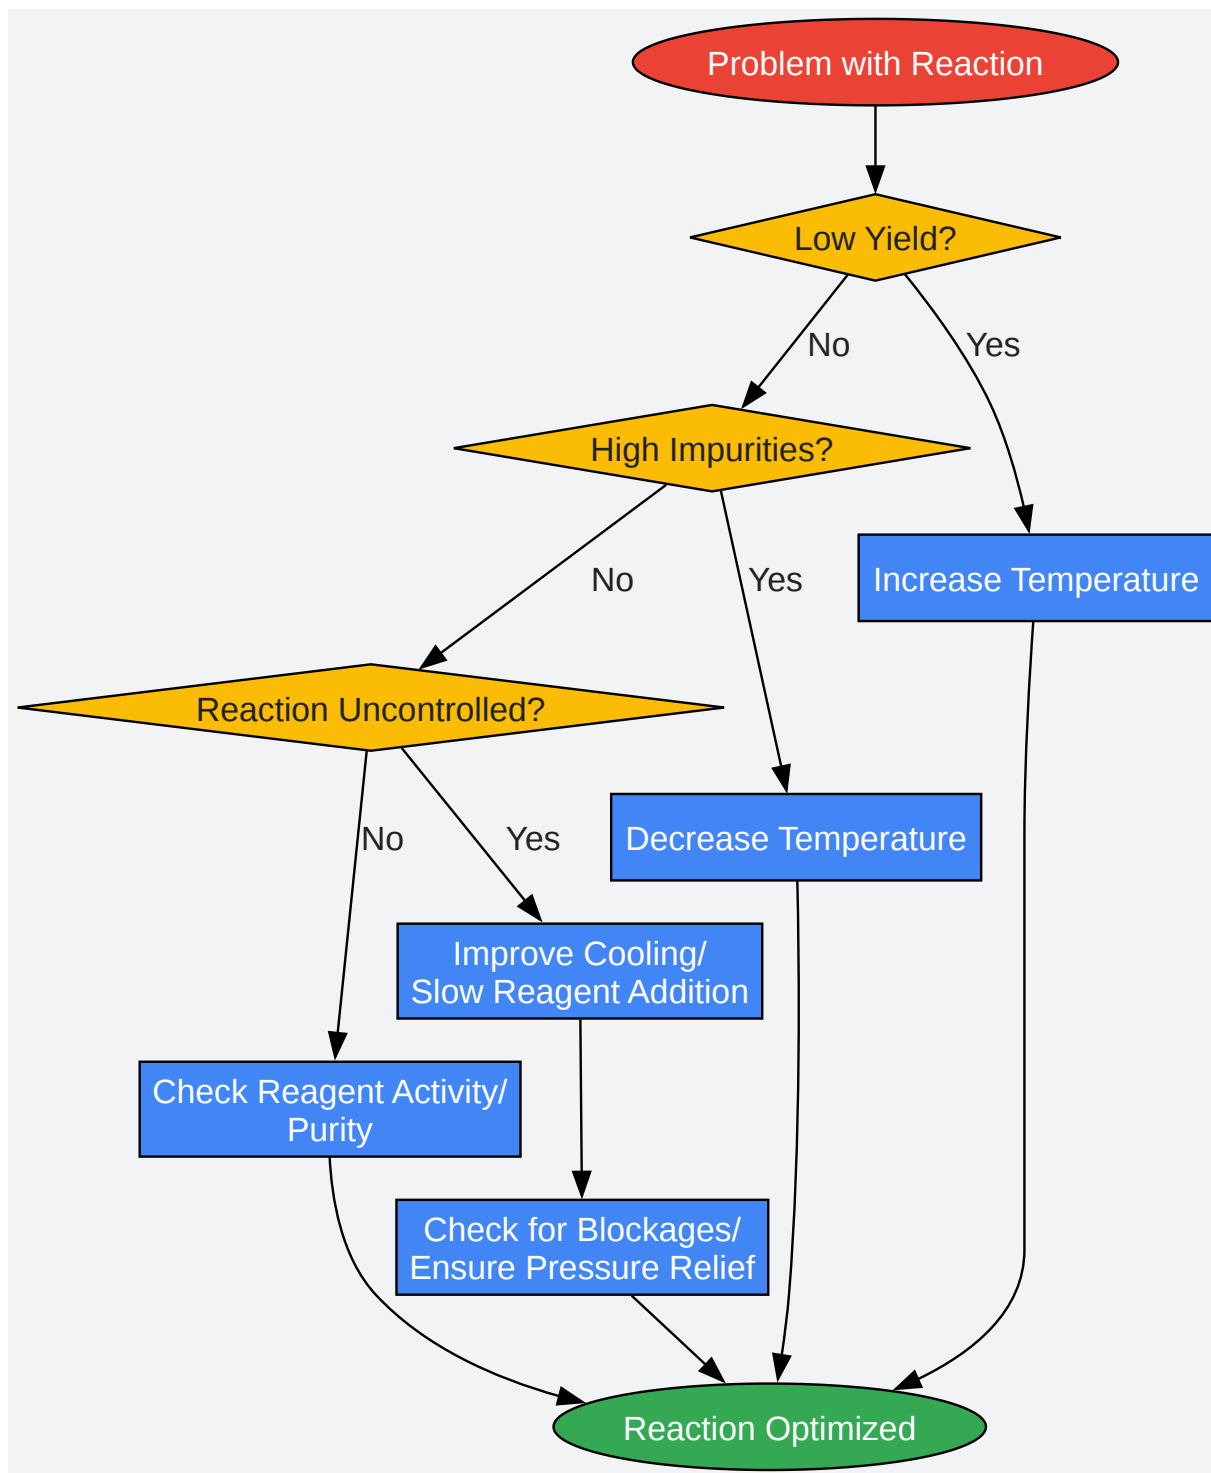 Problem with Reaction
Low Yield?
No
Yes
High Impurities?
Increase Temperature
No
Yes
Reaction Uncontrolled?
Decrease Temperature
No
Yes
Improve Cooling/
Slow Reagent Addition
Check Reagent Activity/
Purity
Check for Blockages/
Ensure Pressure Relief
Reaction Optimized